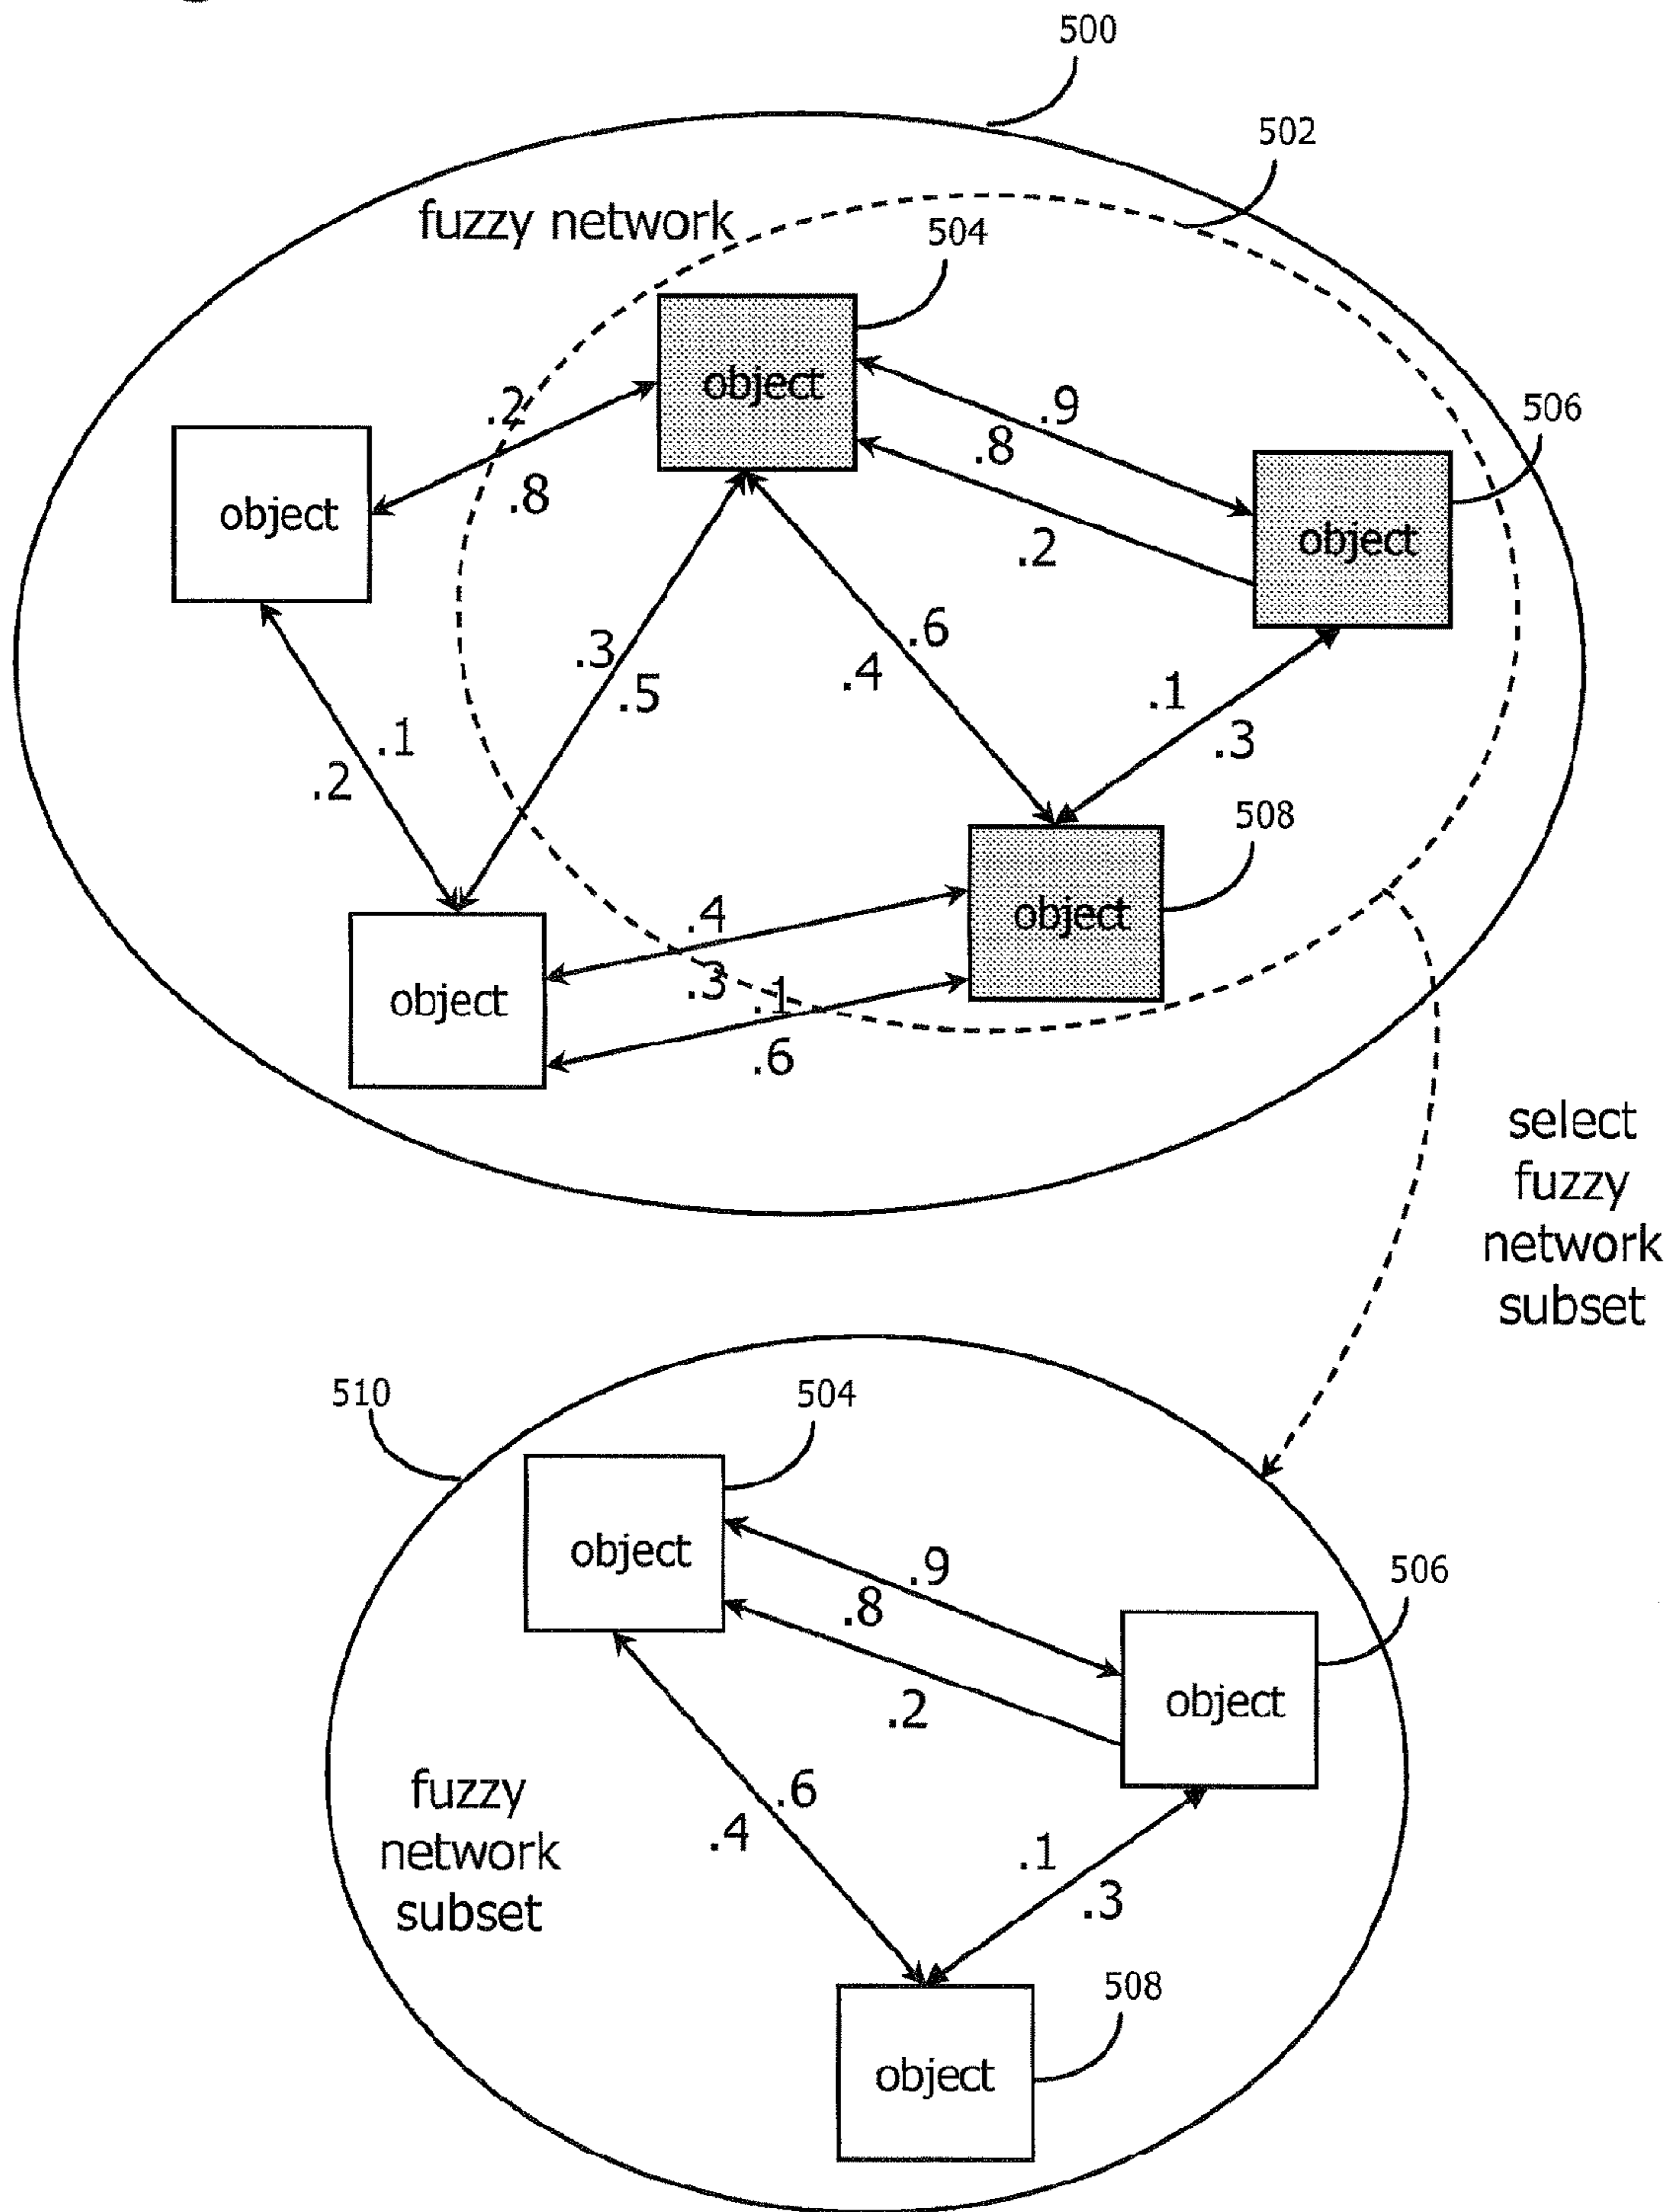 500
502
fuzzy network
504
object
.2
.9
506
.8
.8
object
object
.2
.6
.3
.4
.5
.1
.1
.3
.2
508
.4
object
.3
.1
object
.6
select
fuzzy
network
subset
510
504
object
.9
506
.8
object
.2
fuzzy
network
subset
.6
.4
.1
.3
508
object